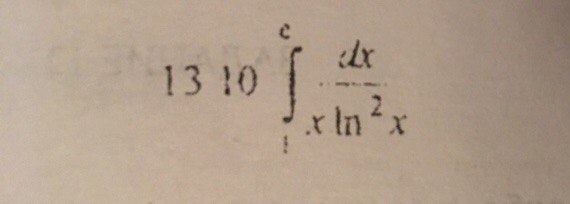 13 10 ∫₁ᵉ dx / (x ln² x)